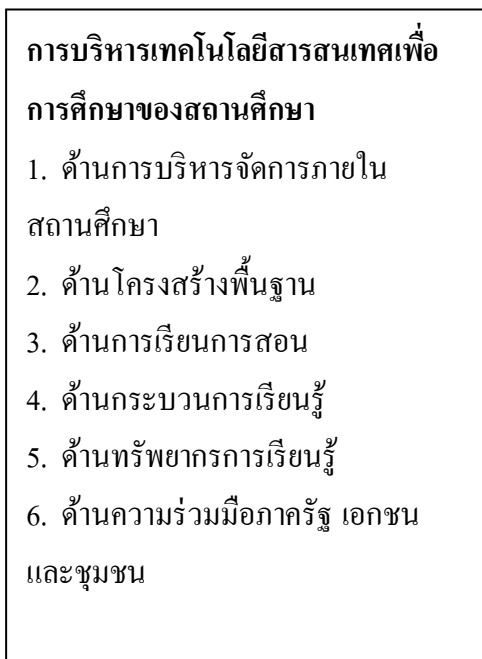 การบริหารเทคโนโลยีสารสนเทศเพื่อ
การศึกษาของสถานศึกษา
1. ด้านการบริหารจัดการภายใน
สถานศึกษา
2. ด้านโครงสร้างพื้นฐาน
3. ด้านการเรียนการสอน
4. ด้านกระบวนการเรียนรู้
5. ด้านทรัพยากรการเรียนรู้
6. ด้านความร่วมมือภาครัฐ เอกชน
และชุมชน